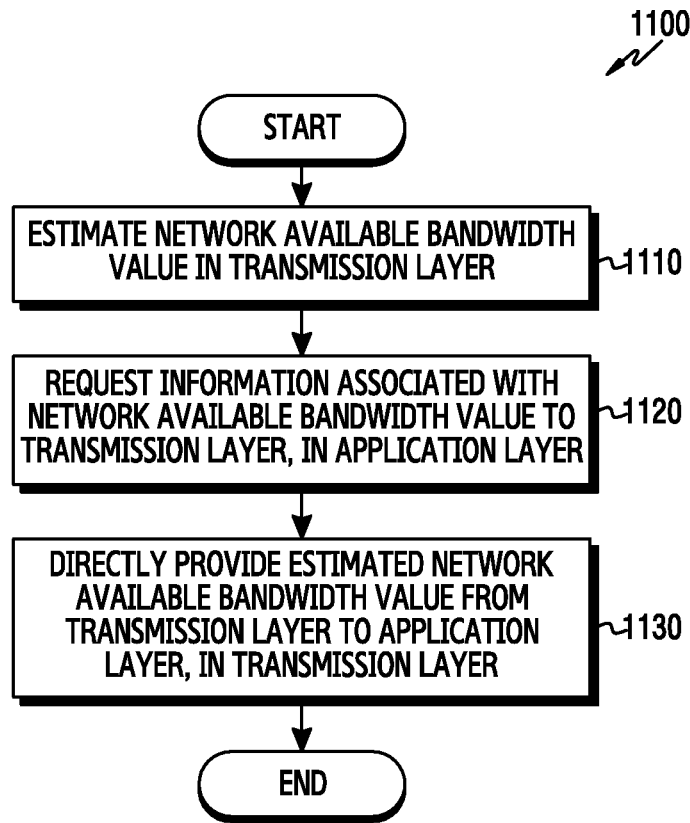 1100
START
ESTIMATE NETWORK AVAILABLE BANDWIDTH
VALUE IN TRANSMISSION LAYER
1110
REQUEST INFORMATION ASSOCIATED WITH
NETWORK AVAILABLE BANDWIDTH VALUE TO
TRANSMISSION LAYER, IN APPLICATION LAYER
1120
DIRECTLY PROVIDE ESTIMATED NETWORK
AVAILABLE BANDWIDTH VALUE FROM
TRANSMISSION LAYER TO APPLICATION
LAYER, IN TRANSMISSION LAYER
1130
END